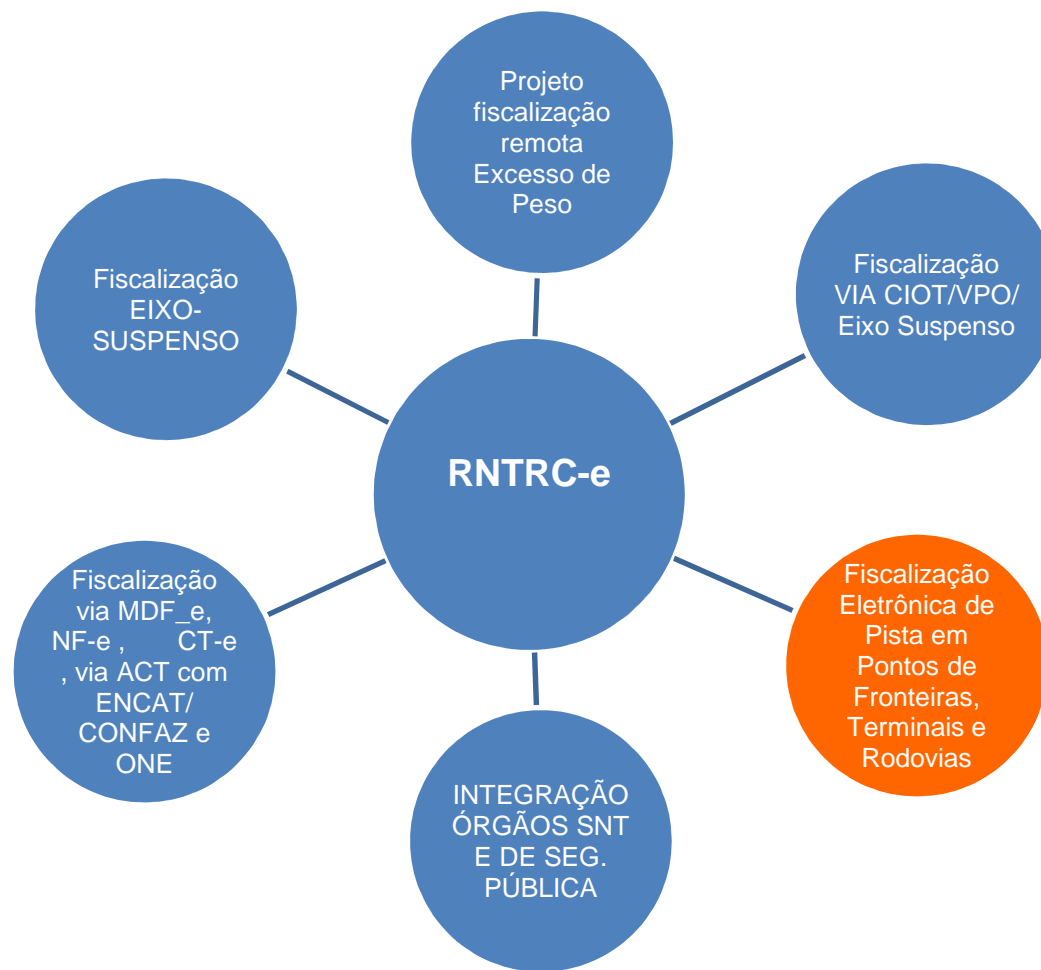 Projeto
fiscalização
remota
Excesso de
Peso
Fiscalização
EIXO-
SUSPENSO
Fiscalização
VIA CIOT/VPO/
Eixo Suspenso
RNTRC-e
Fiscalização
via MDF_e,
NF-e , CT-e
, via ACT com
ENCAT/
CONFAZ e
ONE
Fiscalização
Eletrônica de
Pista em
Pontos de
Fronteiras,
Terminais e
Rodovias
INTEGRAÇÃO
ÓRGÃOS SNT
E DE SEG.
PÚBLICA